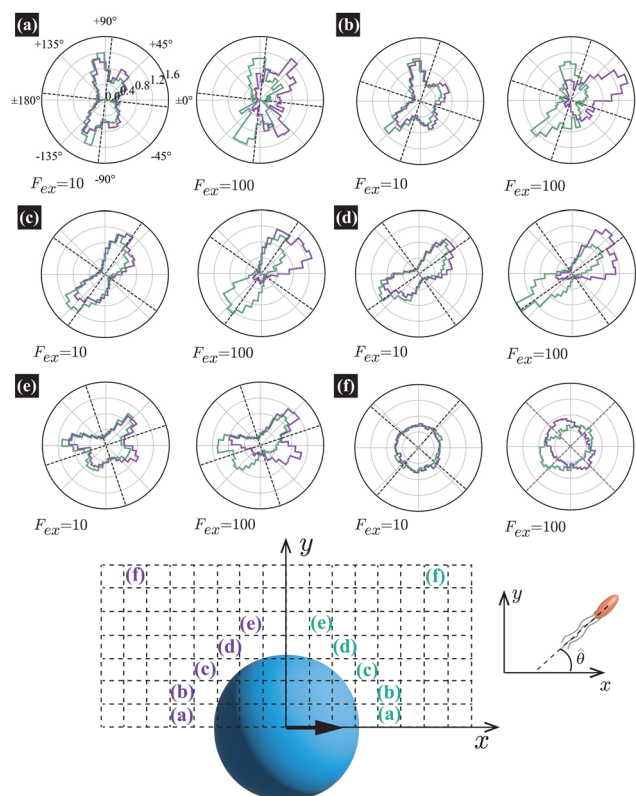 (a)
+90°
+135°
+45°
0.0 0.4 0.8 1.2 1.6
±180°
±0°
-135°
-45°
-90°
F_ex=10
F_ex=100
(b)
F_ex=10
F_ex=100
(c)
F_ex=10
F_ex=100
(d)
F_ex=10
F_ex=100
(e)
F_ex=10
F_ex=100
(f)
F_ex=10
F_ex=100
y
(f)
(f)
(e)
(e)
(d)
(d)
(c)
(c)
(b)
(b)
(a)
(a)
x
y
θ̂
x